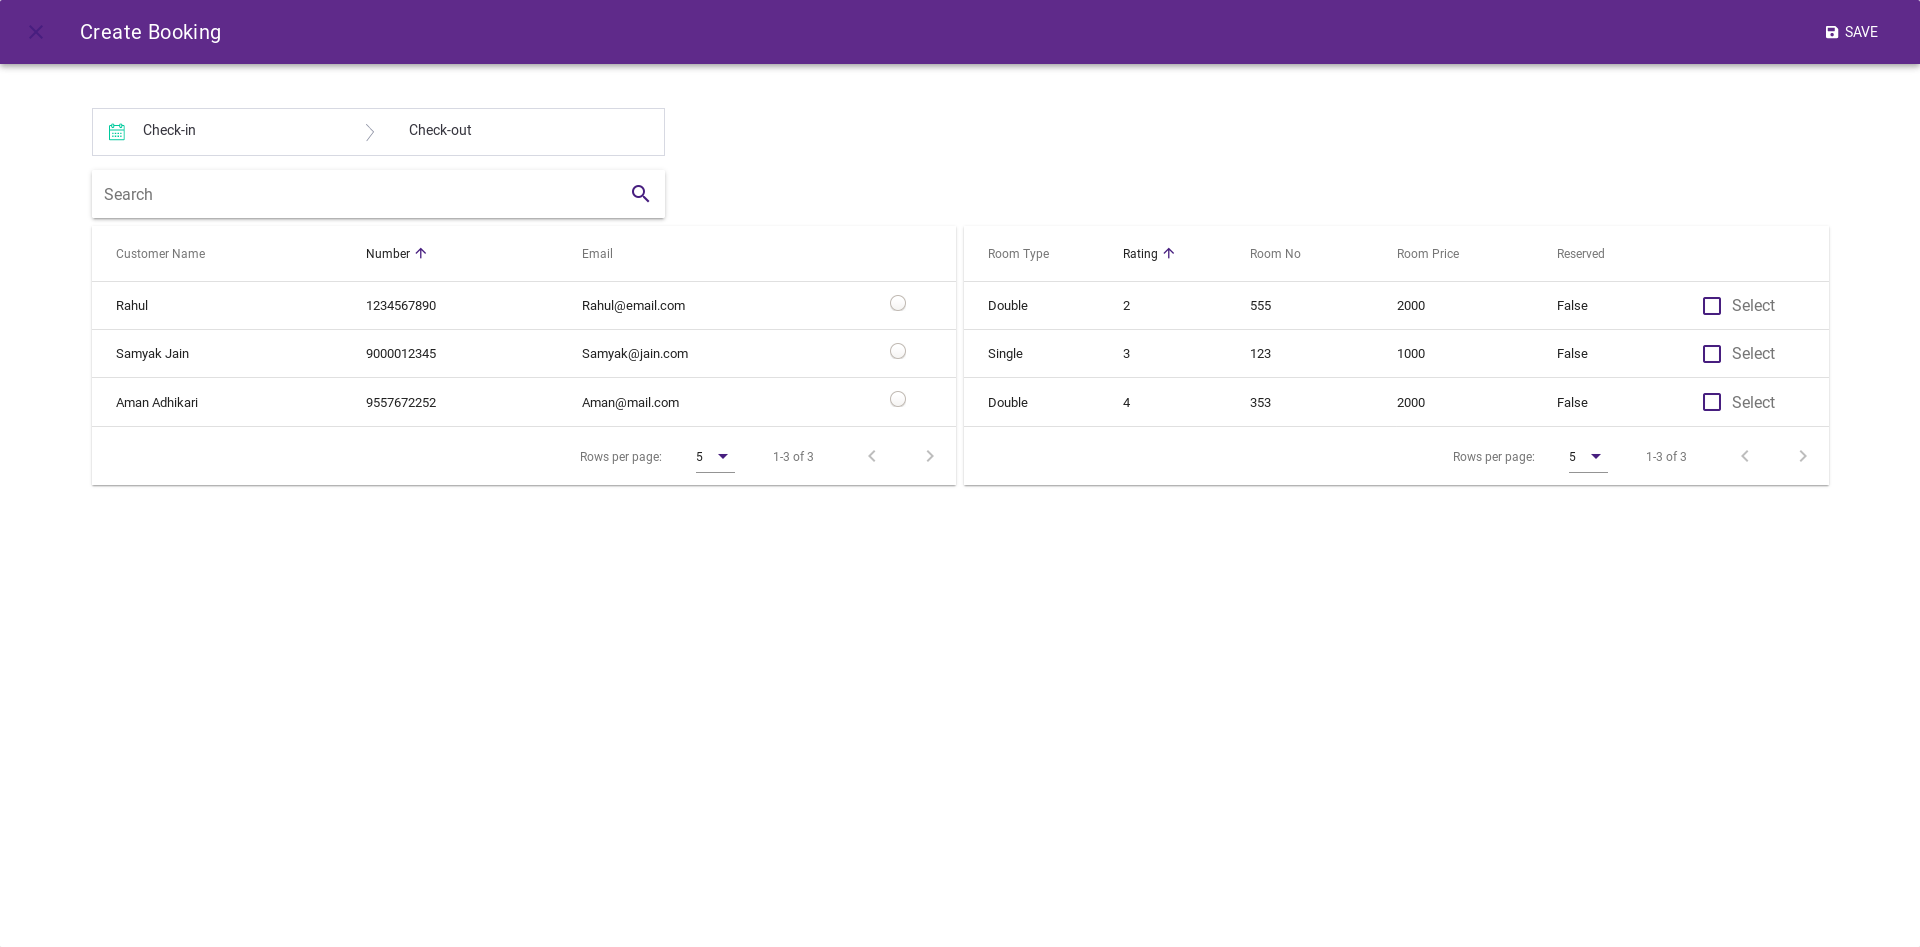 Create Booking
SAVE
Check-in
Check-out
Search
Customer Name Number Email
Rahul 1234567890 Rahul@email.com
Samyak Jain 9000012345 Samyak@jain.com
Aman Adhikari 9557672252 Aman@mail.com
Rows per page: 5 1-3 of 3
Room Type Rating Room No Room Price Reserved
Double 2 555 2000 False Select
Single 3 123 1000 False Select
Double 4 353 2000 False Select
Rows per page: 5 1-3 of 3